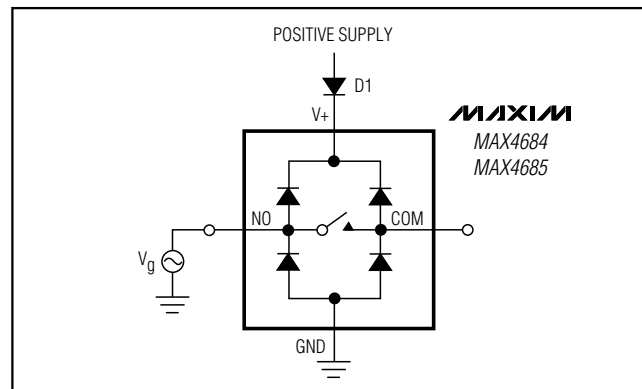 POSITIVE SUPPLY
D1
V+
MAXIM
MAX4684
MAX4685
NO
COM
Vg
GND